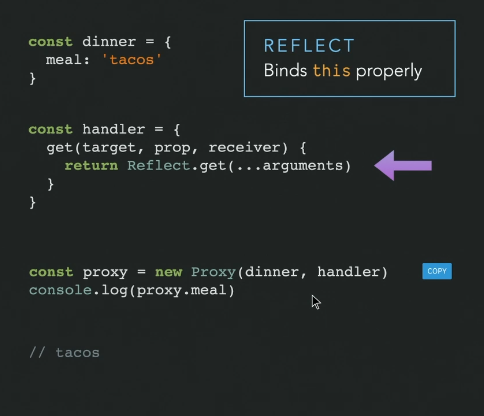 const dinner = {
  meal: 'tacos'
}
REFLECT
Binds this properly
const handler = {
  get(target, prop, receiver) {
    return Reflect.get(...arguments)
  }
}
const proxy = new Proxy(dinner, handler)
COPY
console.log(proxy.meal)
// tacos